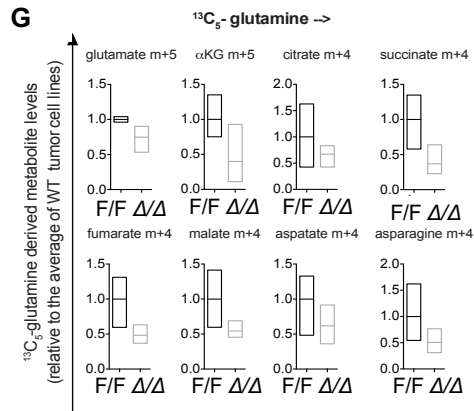 G
¹³C₅- glutamine -->
¹³C₅-glutamine derived metabolite levels
(relative to the average of WT tumor cell lines)
glutamate m+5 αKG m+5 citrate m+4 succinate m+4
1.5 1.5 2.0 1.5
1.0 1.0 1.5 1.0
0.5 0.5 1.0 0.5
0.0 0.0 0.5 0.0
0.0
F/F Δ/Δ F/F Δ/Δ F/F Δ/Δ F/F Δ/Δ
fumarate m+4 malate m+4 aspatate m+4 asparagine m+4
1.5 1.5 1.5 2.0
1.0 1.0 1.0 1.5
0.5 0.5 0.5 1.0
0.0 0.0 0.0 0.5
0.0
F/F Δ/Δ F/F Δ/Δ F/F Δ/Δ F/F Δ/Δ